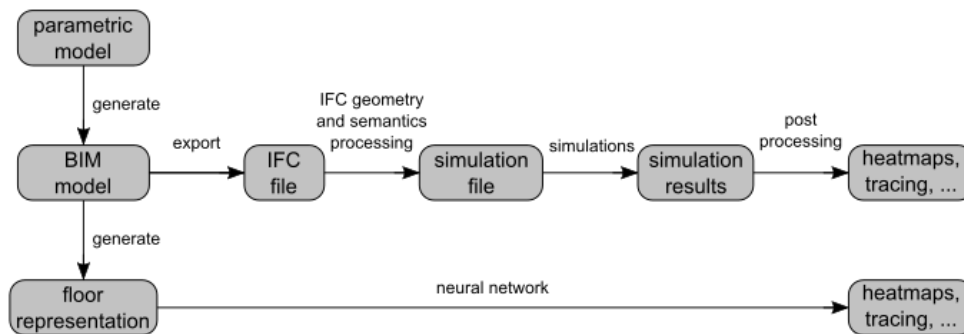 parametric
model
generate
IFC geometry
and semantics
processing
post
processing
export
simulations
BIM
model
IFC
file
simulation
file
simulation
results
heatmaps,
tracing, ...
generate
neural network
floor
representation
heatmaps,
tracing, ...